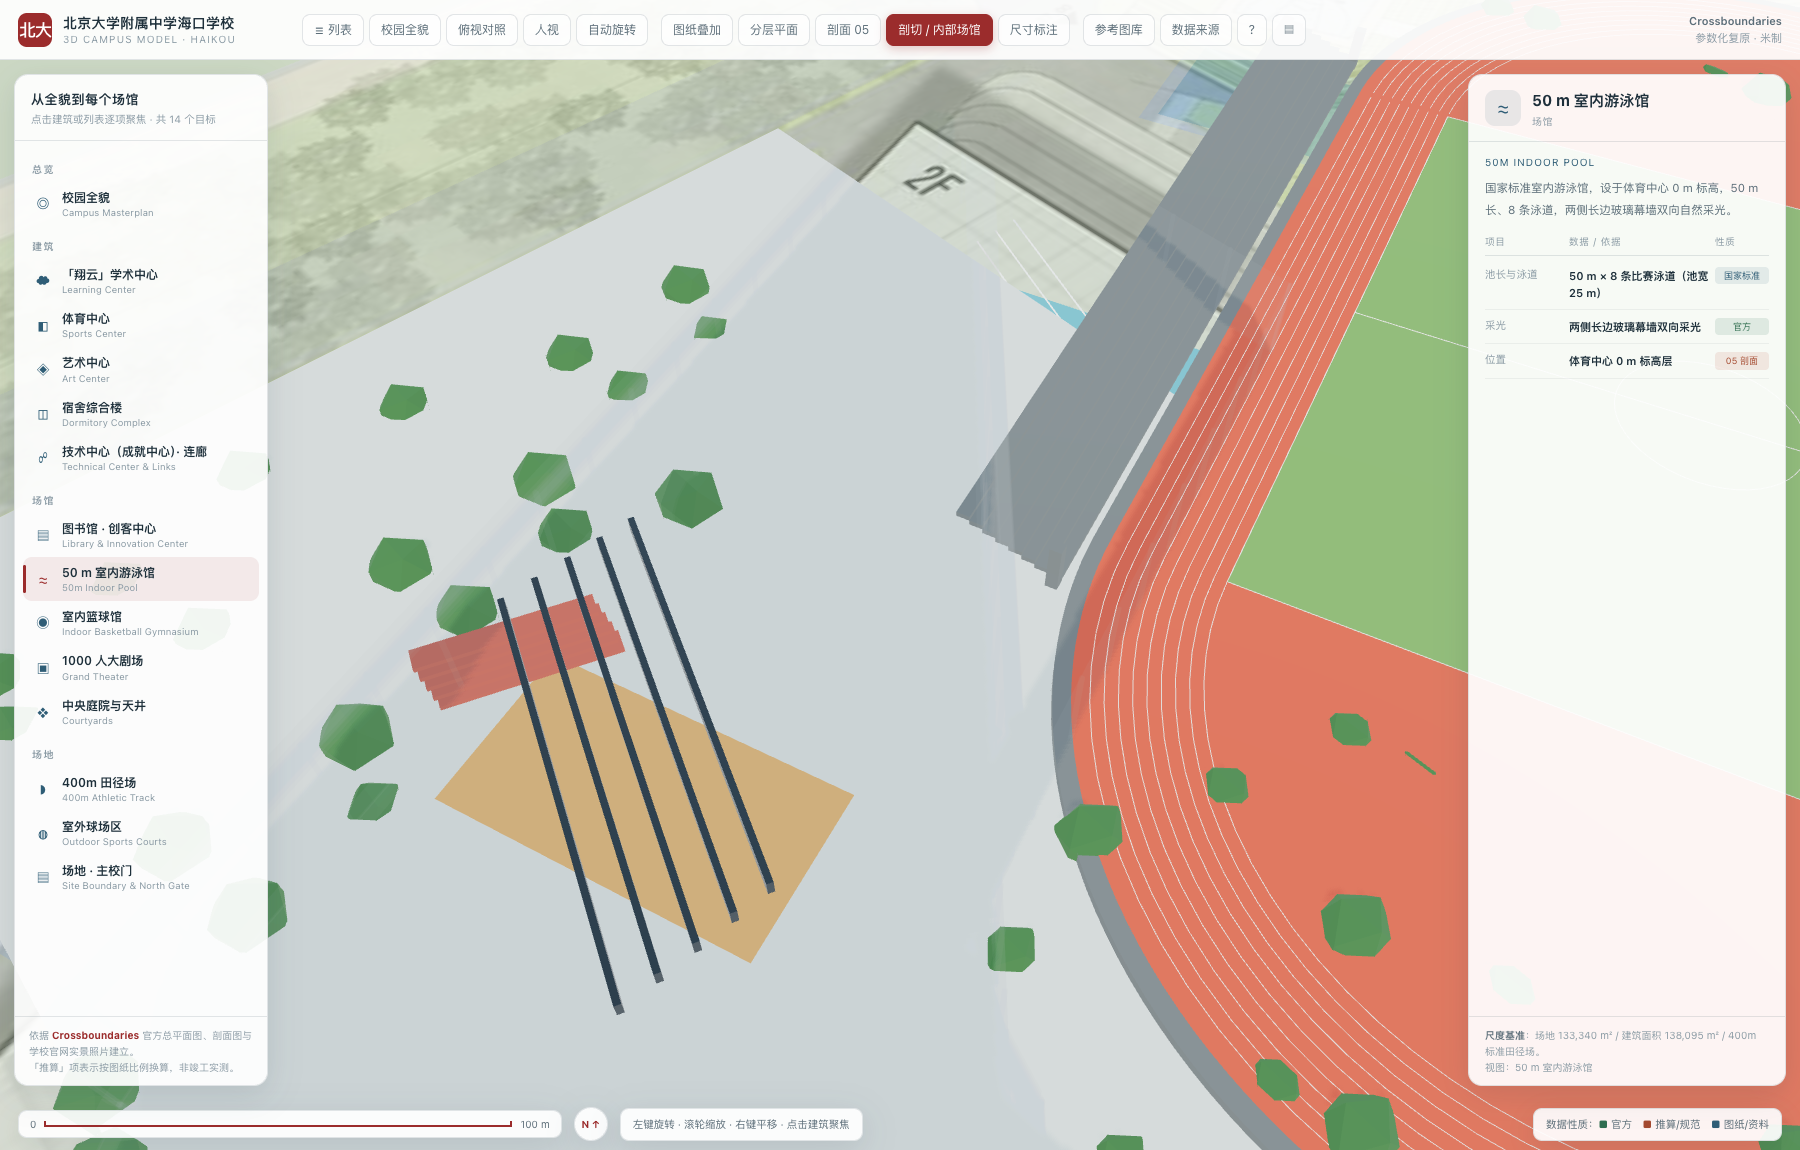 北大
北京大学附属中学海口学校
3D CAMPUS MODEL · HAIKOU
≡ 列表
校园全貌
俯视对照
人视
自动旋转
图纸叠加
分层平面
剖面 05
剖切 / 内部场馆
尺寸标注
参考图库
数据来源
?
Crossboundaries
参数化复原 · 米制
从全貌到每个场馆
点击建筑或列表逐项聚焦 · 共 14 个目标
总览
校园全貌
Campus Masterplan
建筑
「翔云」学术中心
Learning Center
体育中心
Sports Center
艺术中心
Art Center
宿舍综合楼
Dormitory Complex
技术中心（成就中心）· 连廊
Technical Center & Links
场馆
图书馆 · 创客中心
Library & Innovation Center
50 m 室内游泳馆
50m Indoor Pool
室内篮球馆
Indoor Basketball Gymnasium
1000 人大剧场
Grand Theater
中央庭院与天井
Courtyards
场地
400m 田径场
400m Athletic Track
室外球场区
Outdoor Sports Courts
场地 · 主校门
Site Boundary & North Gate
依据 Crossboundaries 官方总平面图、剖面图与
学校官网实景照片建立。
「推算」项表示按图纸比例换算，非竣工实测。
2F
50 m 室内游泳馆
场馆
50M INDOOR POOL
国家标准室内游泳馆，设于体育中心 0 m 标高，50 m
长、8 条泳道，两侧长边玻璃幕墙双向自然采光。
项目 数据 / 依据 性质
池长与泳道 50 m × 8 条比赛泳道（池宽 国家标准
25 m）
采光 两侧长边玻璃幕墙双向采光 官方
位置 体育中心 0 m 标高层 05 剖面
尺度基准：场地 133,340 m² / 建筑面积 138,095 m² / 400m
标准田径场。
视图：50 m 室内游泳馆
0 100 m
N ↑
左键旋转 · 滚轮缩放 · 右键平移 · 点击建筑聚焦
数据性质： 官方 推算/规范 图纸/资料